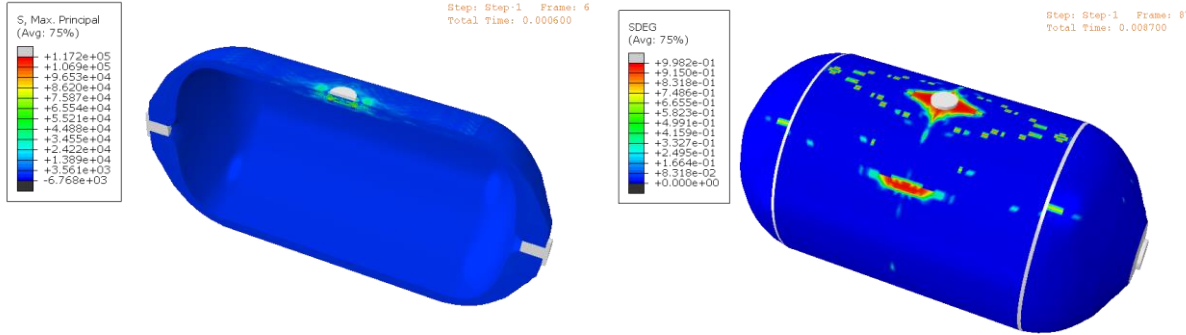 S, Max. Principal
(Avg: 75%)
+1.172e+05
+1.069e+05
+9.653e+04
+8.620e+04
+7.587e+04
+6.554e+04
+5.521e+04
+4.488e+04
+3.455e+04
+2.422e+04
+1.389e+04
+3.561e+03
-6.768e+03
Step: Step-1 Frame: 6
Total Time: 0.000600
SDEG
(Avg: 75%)
+9.982e-01
+9.150e-01
+8.318e-01
+7.486e-01
+6.655e-01
+5.823e-01
+4.991e-01
+4.159e-01
+3.327e-01
+2.495e-01
+1.664e-01
+8.318e-02
+0.000e+00
Step: Step-1 Frame: 8
Total Time: 0.008700